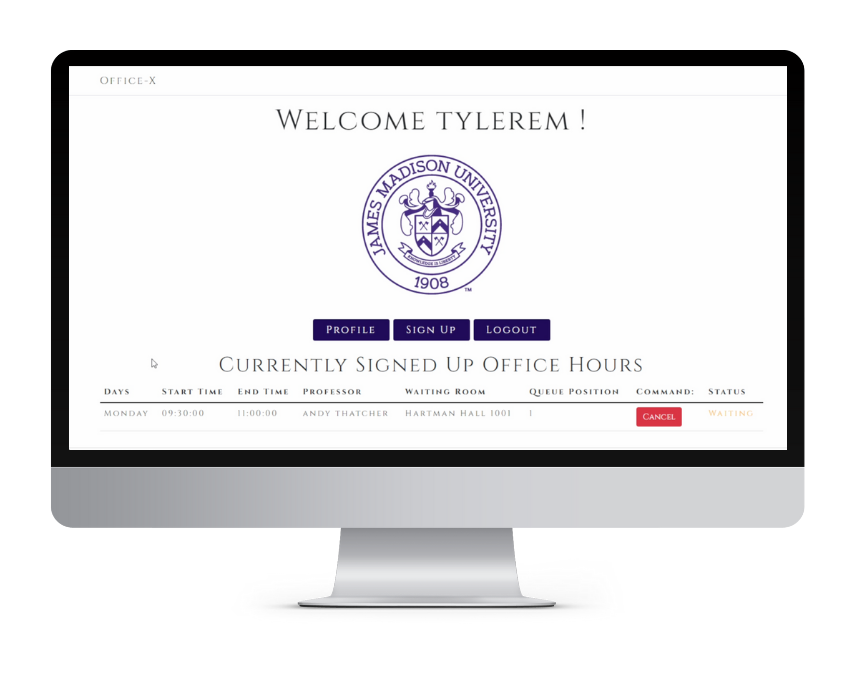 Office-X
Welcome tylerem !
JAMES MADISON UNIVERSITY
KNOWLEDGE IS LIBERTY
1908
TM
Profile Sign Up Logout
Currently Signed Up Office Hours
Days Start Time End Time Professor Waiting Room Queue Position Command: Status
Monday 09:30:00 11:00:00 Andy Thatcher Hartman Hall 1001 1 Cancel Waiting